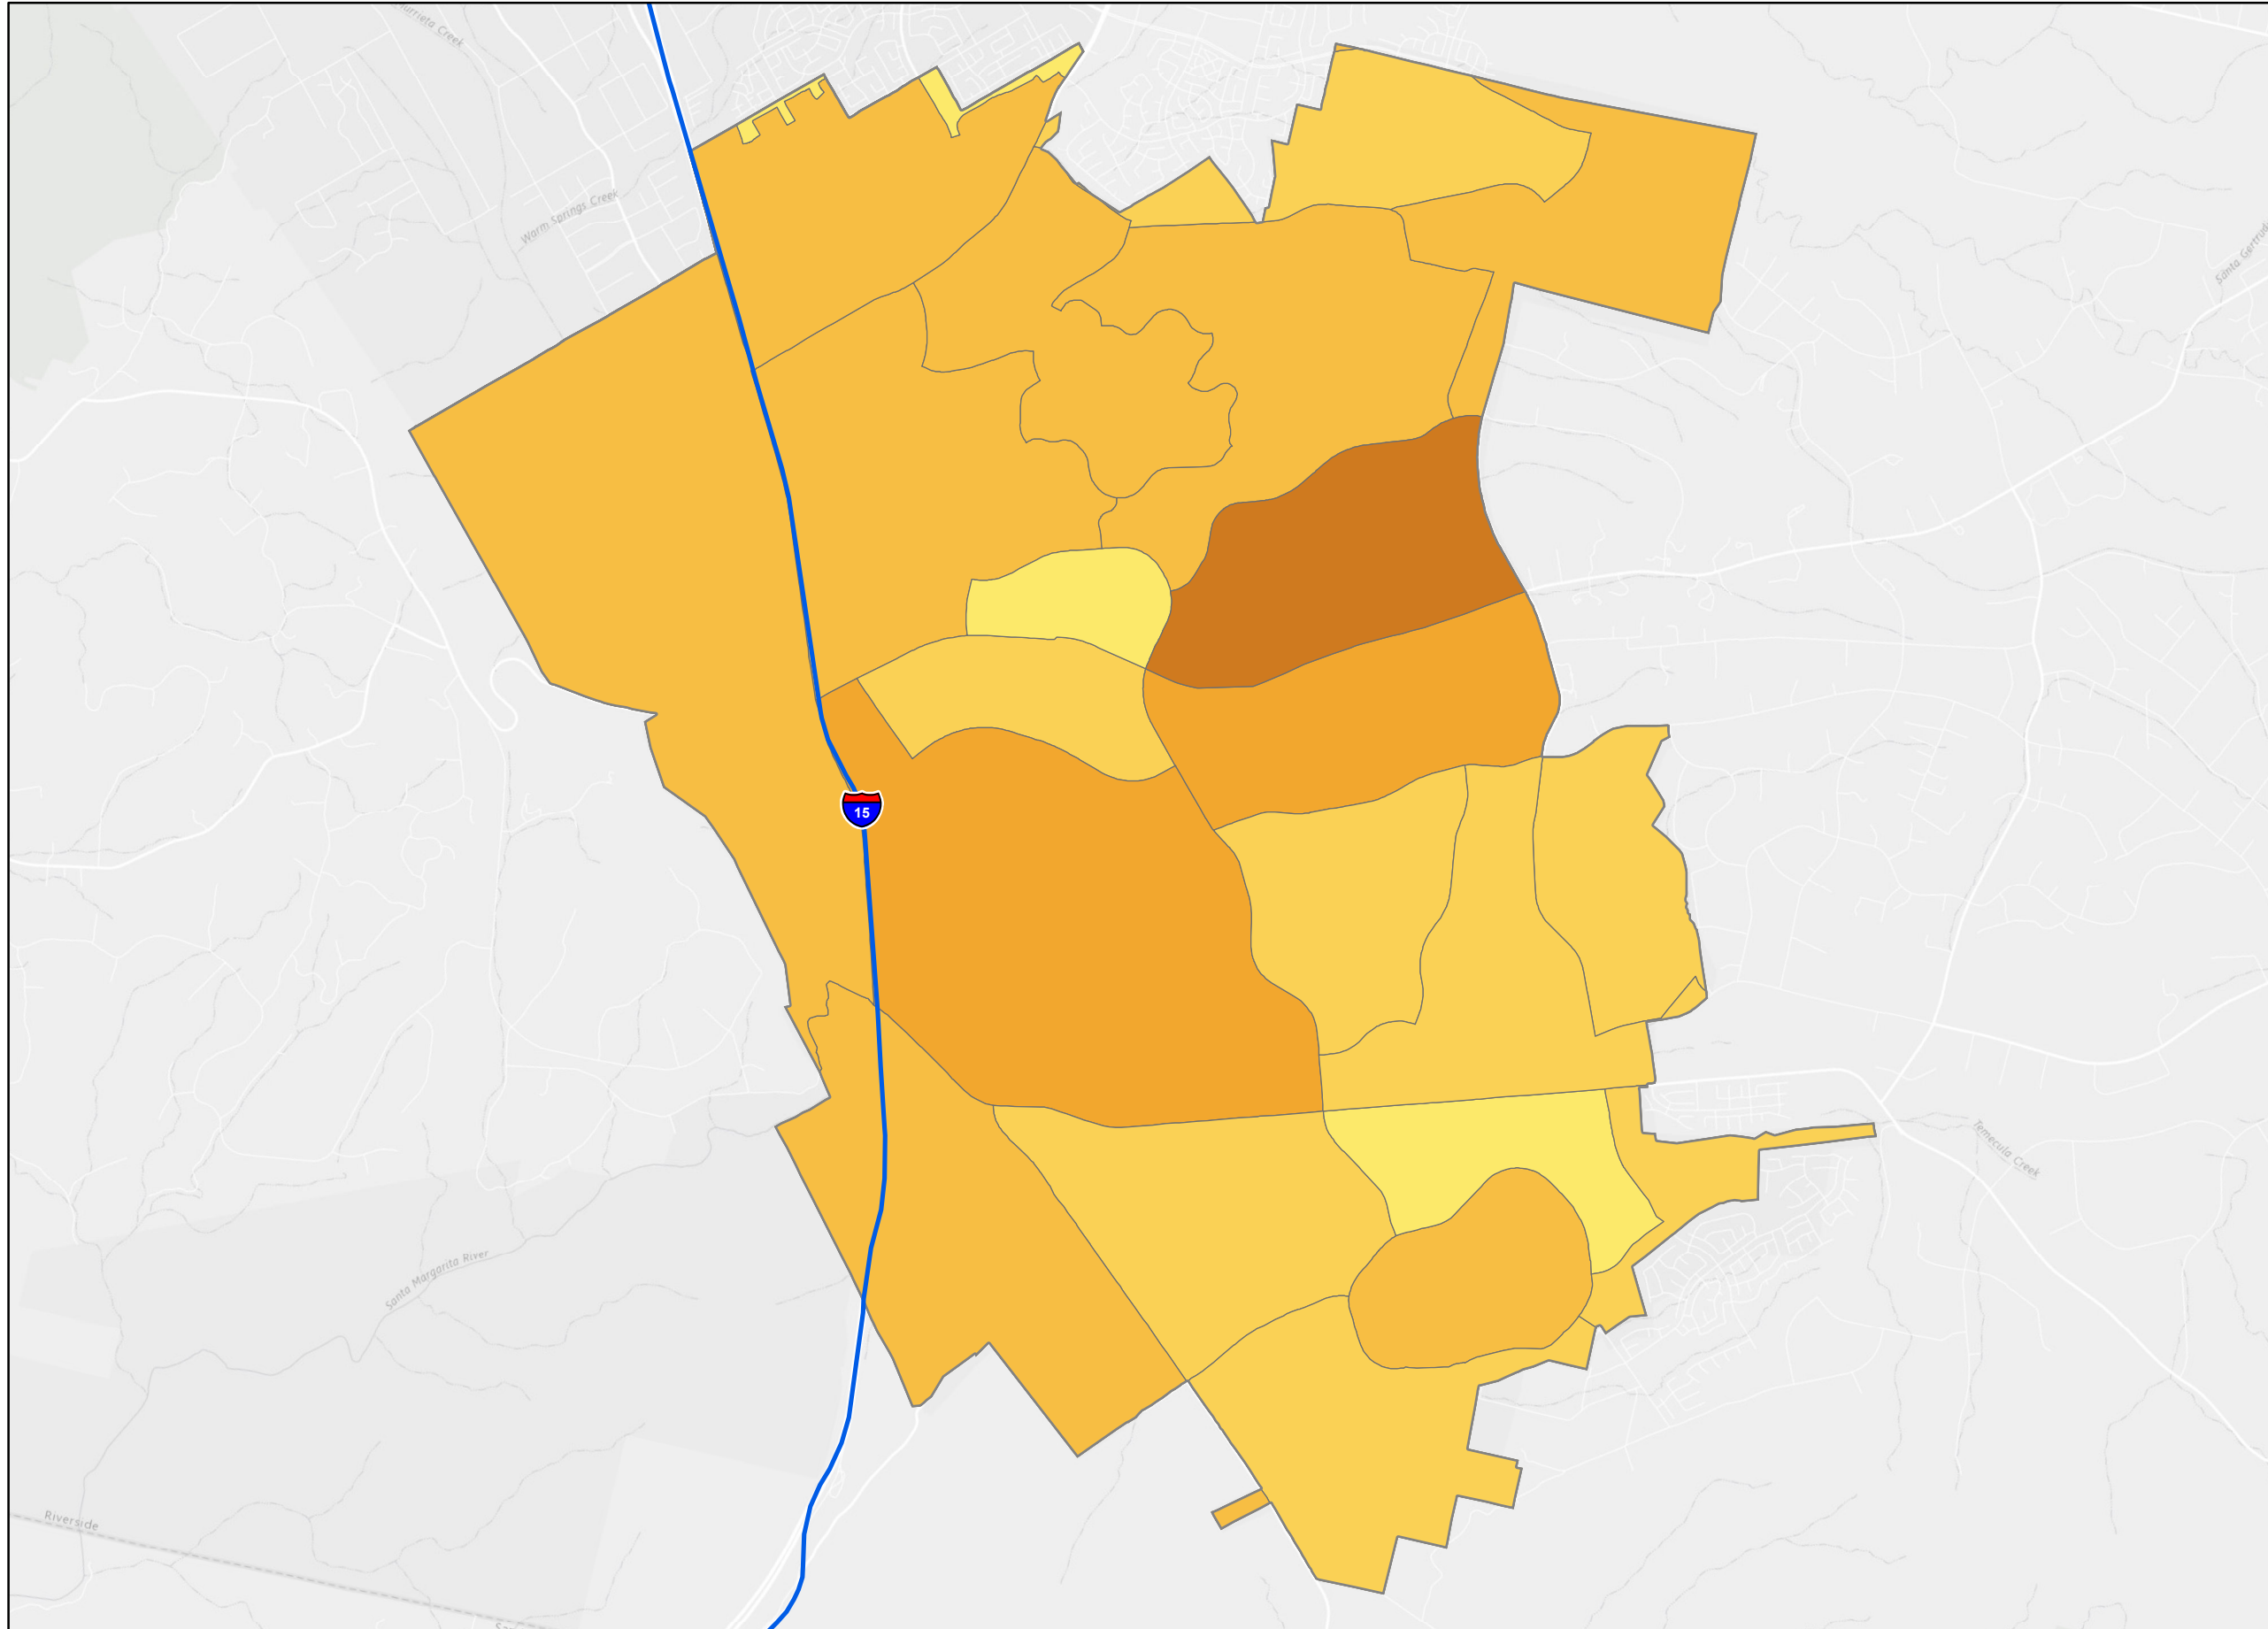 Murrieta Creek
Warm Springs Creek
Santa Gertrudis
15
Temecula Creek
Santa Margarita River
Riverside